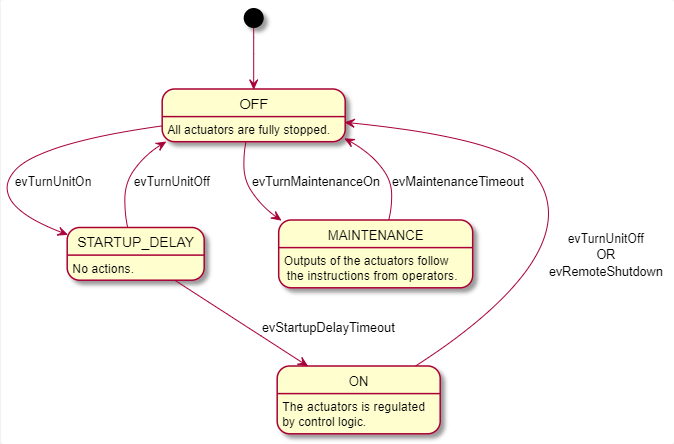 OFF
All actuators are fully stopped.
evTurnUnitOn
evTurnUnitOff
evTurnMaintenanceOn
evMaintenanceTimeout
STARTUP_DELAY
No actions.
MAINTENANCE
Outputs of the actuators follow
the instructions from operators.
evTurnUnitOff
OR
evRemoteShutdown
evStartupDelayTimeout
ON
The actuators is regulated
by control logic.